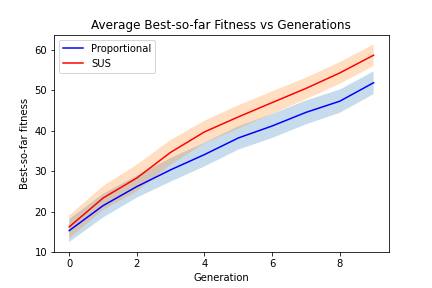 Average Best-so-far Fitness vs Generations
Proportional
SUS
Best-so-far fitness
60
50
40
30
20
10
0
2
4
6
8
Generation